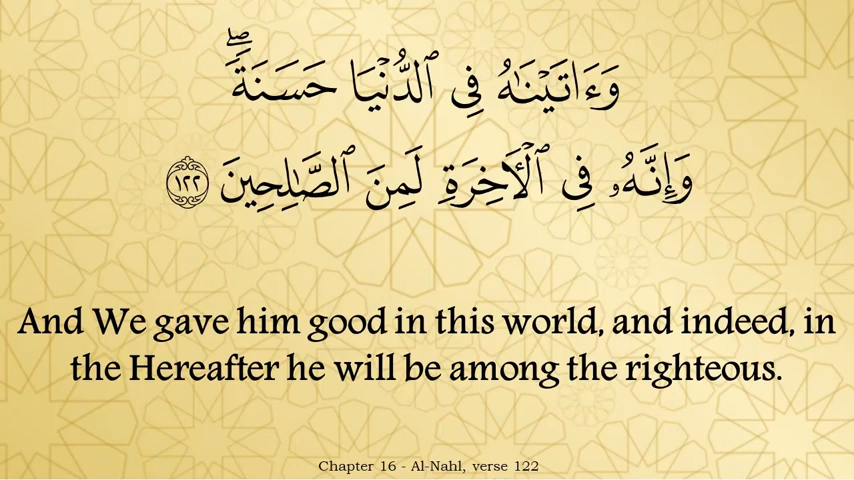 وَءَاتَيْنَـٰهُ فِى ٱلدُّنْيَا حَسَنَةً ۖ
وَإِنَّهُۥ فِى ٱلْـَٔاخِرَةِ لَمِنَ ٱلصَّـٰلِحِينَ ١٢٢
And We gave him good in this world, and indeed, in
the Hereafter he will be among the righteous.
Chapter 16 - Al-Nahl, verse 122